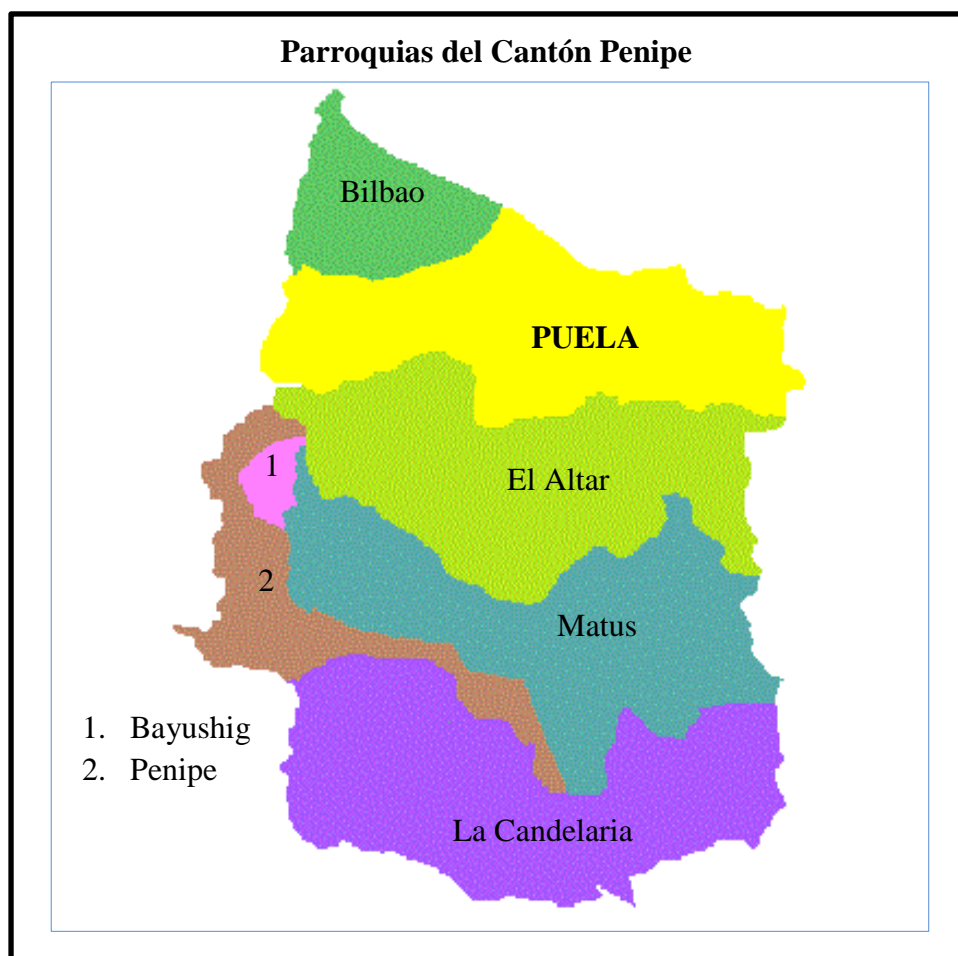 Parroquias del Cantón Penipe
Bilbao
PUELA
1
El Altar
2
Matus
1. Bayushig
2. Penipe
La Candelaria